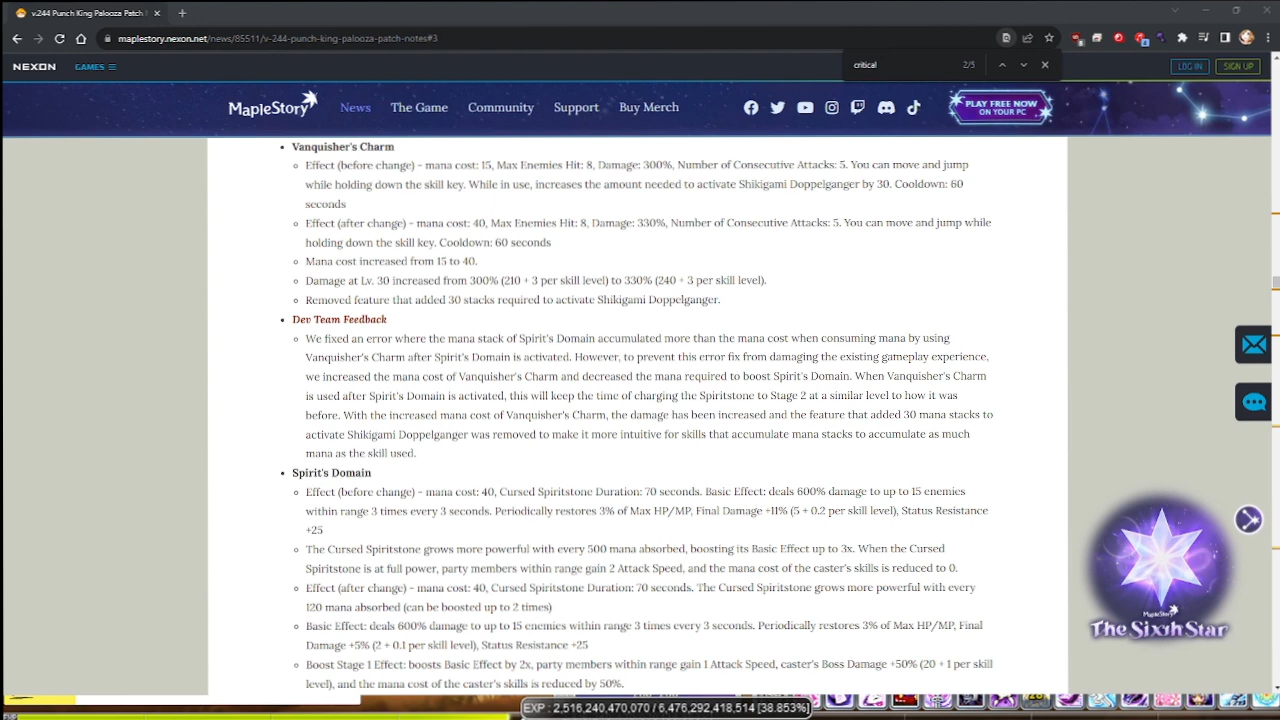 v.244 Punch King Palooza Patch
maplestory.nexon.net/news/85511/v-244-punch-king-palooza-patch-notes#3
critical 2/5
NEXON GAMES LOG IN SIGN UP
MapleStory News The Game Community Support Buy Merch PLAY FREE NOW ON YOUR PC
Vanquisher's Charm
Effect (before change) - mana cost: 15, Max Enemies Hit: 8, Damage: 300%, Number of Consecutive Attacks: 5. You can move and jump
while holding down the skill key. While in use, increases the amount needed to activate Shikigami Doppelganger by 30. Cooldown: 60
seconds
Effect (after change) - mana cost: 40, Max Enemies Hit: 8, Damage: 330%, Number of Consecutive Attacks: 5. You can move and jump while
holding down the skill key. Cooldown: 60 seconds
Mana cost increased from 15 to 40.
Damage at Lv. 30 increased from 300% (210 + 3 per skill level) to 330% (240 + 3 per skill level).
Removed feature that added 30 stacks required to activate Shikigami Doppleganger.
Dev Team Feedback
We fixed an error where the mana stack of Spirit's Domain accumulated more than the mana cost when consuming mana by using
Vanquisher's Charm after Spirit's Domain is activated. However, to prevent this error fix from damaging the existing gameplay experience,
we increased the mana cost of Vanquisher's Charm and decreased the mana required to boost Spirit's Domain. When Vanquisher's Charm
is used after Spirit's Domain is activated, this will keep the time of charging the Spiritstone to Stage 2 at a similar level to how it was
before. With the increased mana cost of Vanquisher's Charm, the damage has been increased and the feature that added 30 mana stacks to
activate Shikigami Doppelganger was removed to make it more intuitive for skills that accumulate mana stacks to accumulate as much
mana as the skill used.
Spirit's Domain
Effect (before change) - mana cost: 40, Cursed Spiritstone Duration: 70 seconds. Basic Effect: deals 600% damage to up to 15 enemies
within range 3 times every 3 seconds. Periodically restores 3% of Max HP/MP, Final Damage +11% (5 + 0.2 per skill level), Status Resistance
+25
The Cursed Spiritstone grows more powerful with every 500 mana absorbed, boosting its Basic Effect up to 3x. When the Cursed
Spiritstone is at full power, party members within range gain 2 Attack Speed, and the mana cost of the caster's skills is reduced to 0.
Effect (after change) - mana cost: 40, Cursed Spiritstone Duration: 70 seconds. The Cursed Spiritstone grows more powerful with every
120 mana absorbed (can be boosted up to 2 times)
Basic Effect: deals 600% damage to up to 15 enemies within range 3 times every 3 seconds. Periodically restores 3% of Max HP/MP, Final
Damage +5% (2 + 0.1 per skill level), Status Resistance +25
Boost Stage 1 Effect: boosts Basic Effect by 2x, party members within range gain 1 Attack Speed, caster's Boss Damage +50% (20 + 1 per skill
level), and the mana cost of the caster's skills is reduced by 50%.
MapleStory
The Sixth Star
EXP : 2,516,240,470,070 / 6,476,292,418,514 [38.853%]